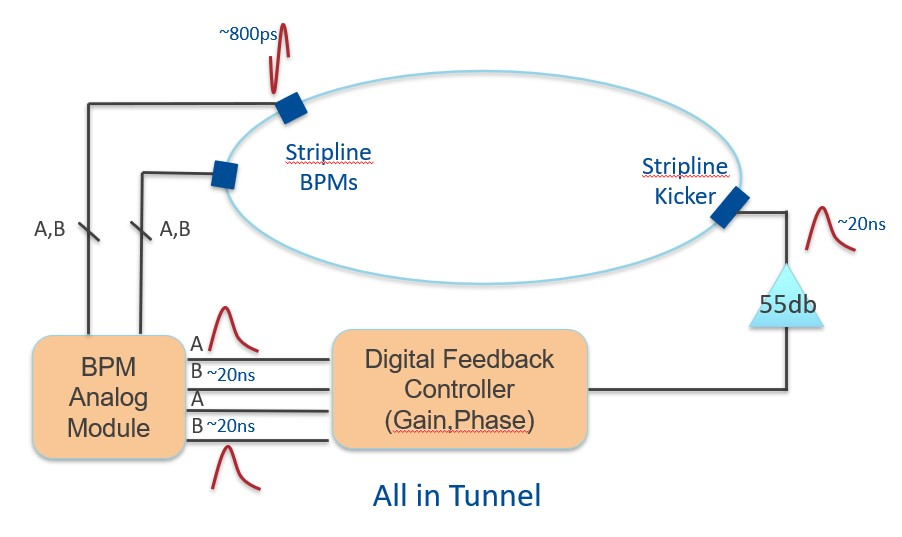 ~800ps
Stripline
BPMs
Stripline
Kicker
A,B
A,B
~20ns
55db
BPM
Analog
Module
A
B ~20ns
A
B ~20ns
Digital Feedback
Controller
(Gain,Phase)
All in Tunnel